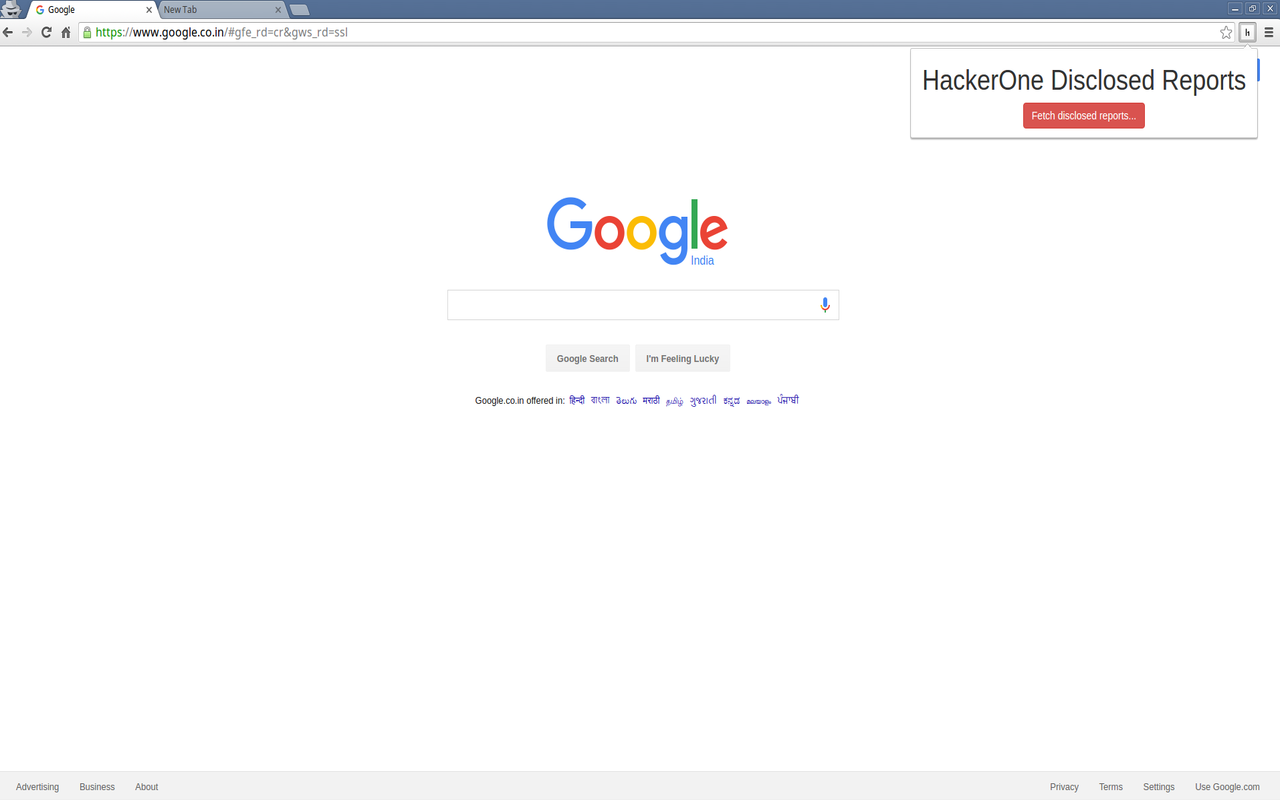 Google New Tab
https://www.google.co.in/#gfe_rd=cr&gws_rd=ssl h
HackerOne Disclosed Reports
Fetch disclosed reports...
Google
India
Google Search I'm Feeling Lucky
Google.co.in offered in: हिन्दी বাংলা తెలుగు मराठी தமிழ் ગુજરાતી ಕನ್ನಡ മലയാളം ਪੰਜਾਬੀ
Advertising Business About Privacy Terms Settings Use Google.com